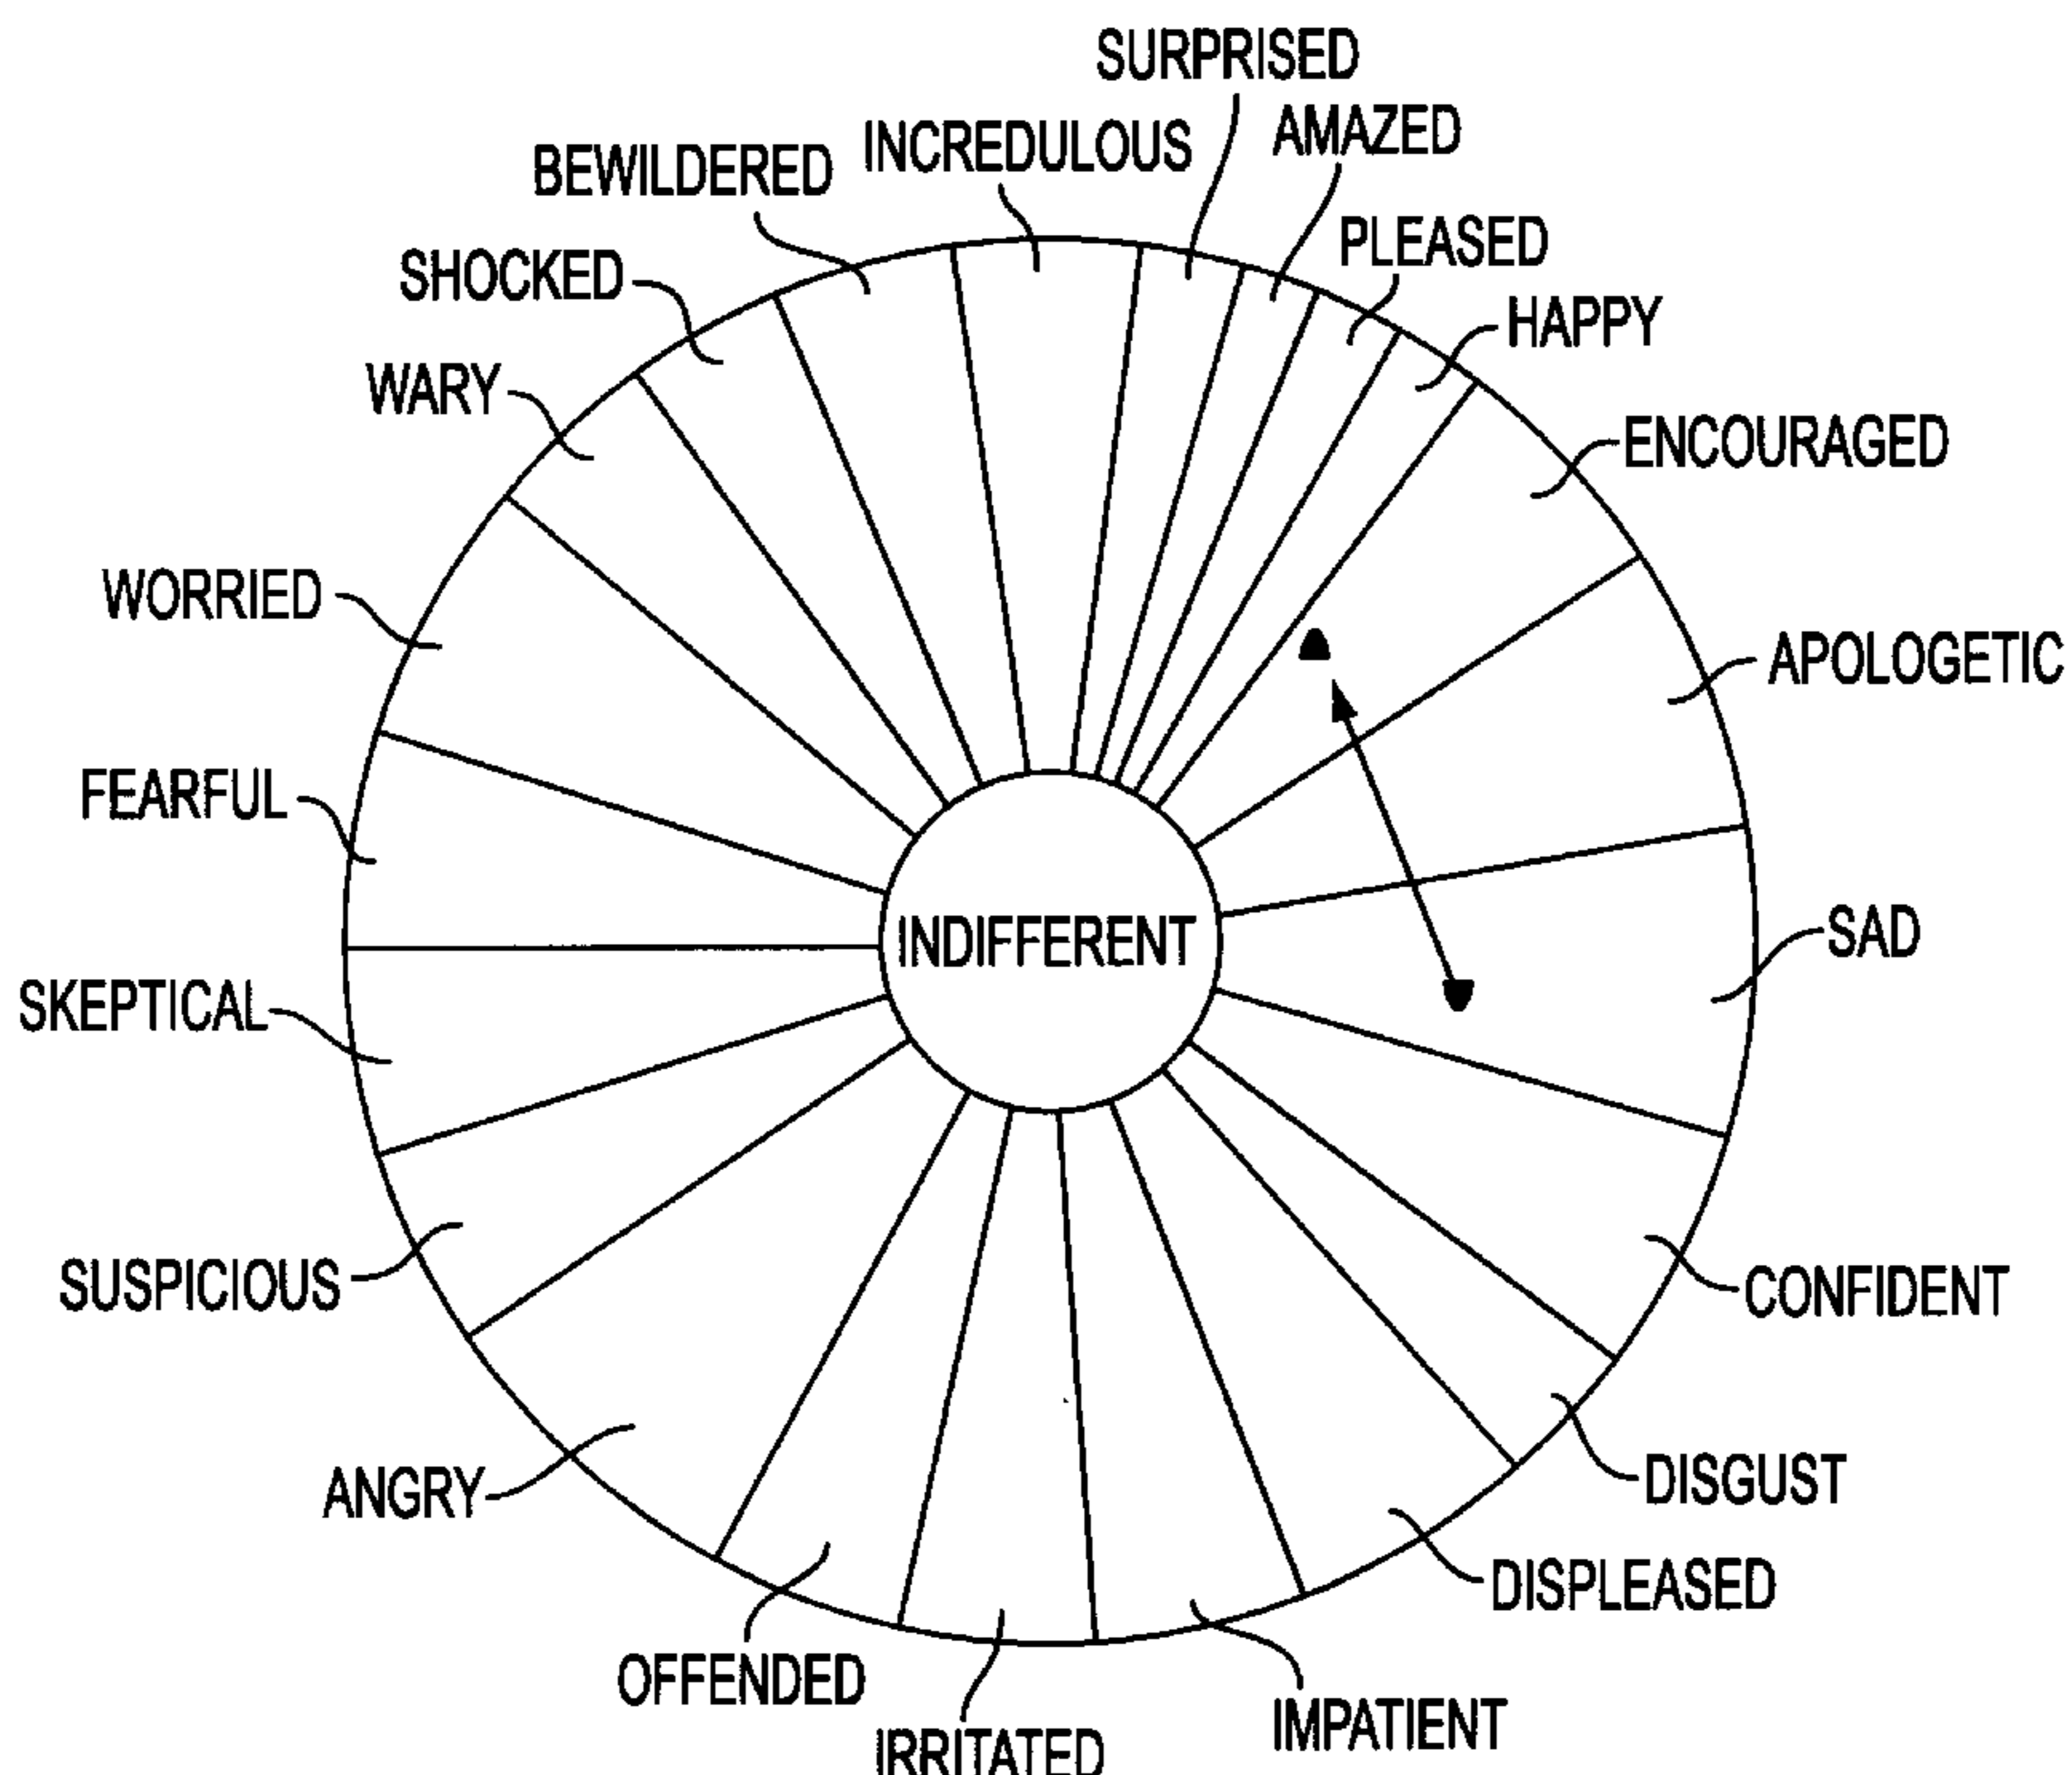 SURPRISED
AMAZED
INCREDULOUS
BEWILDERED
PLEASED
SHOCKED
HAPPY
WARY
ENCOURAGED
WORRIED
APOLOGETIC
FEARFUL
INDIFFERENT
SAD
SKEPTICAL
SUSPICIOUS
CONFIDENT
ANGRY
DISGUST
DISPLEASED
OFFENDED
IMPATIENT
IRRITATED